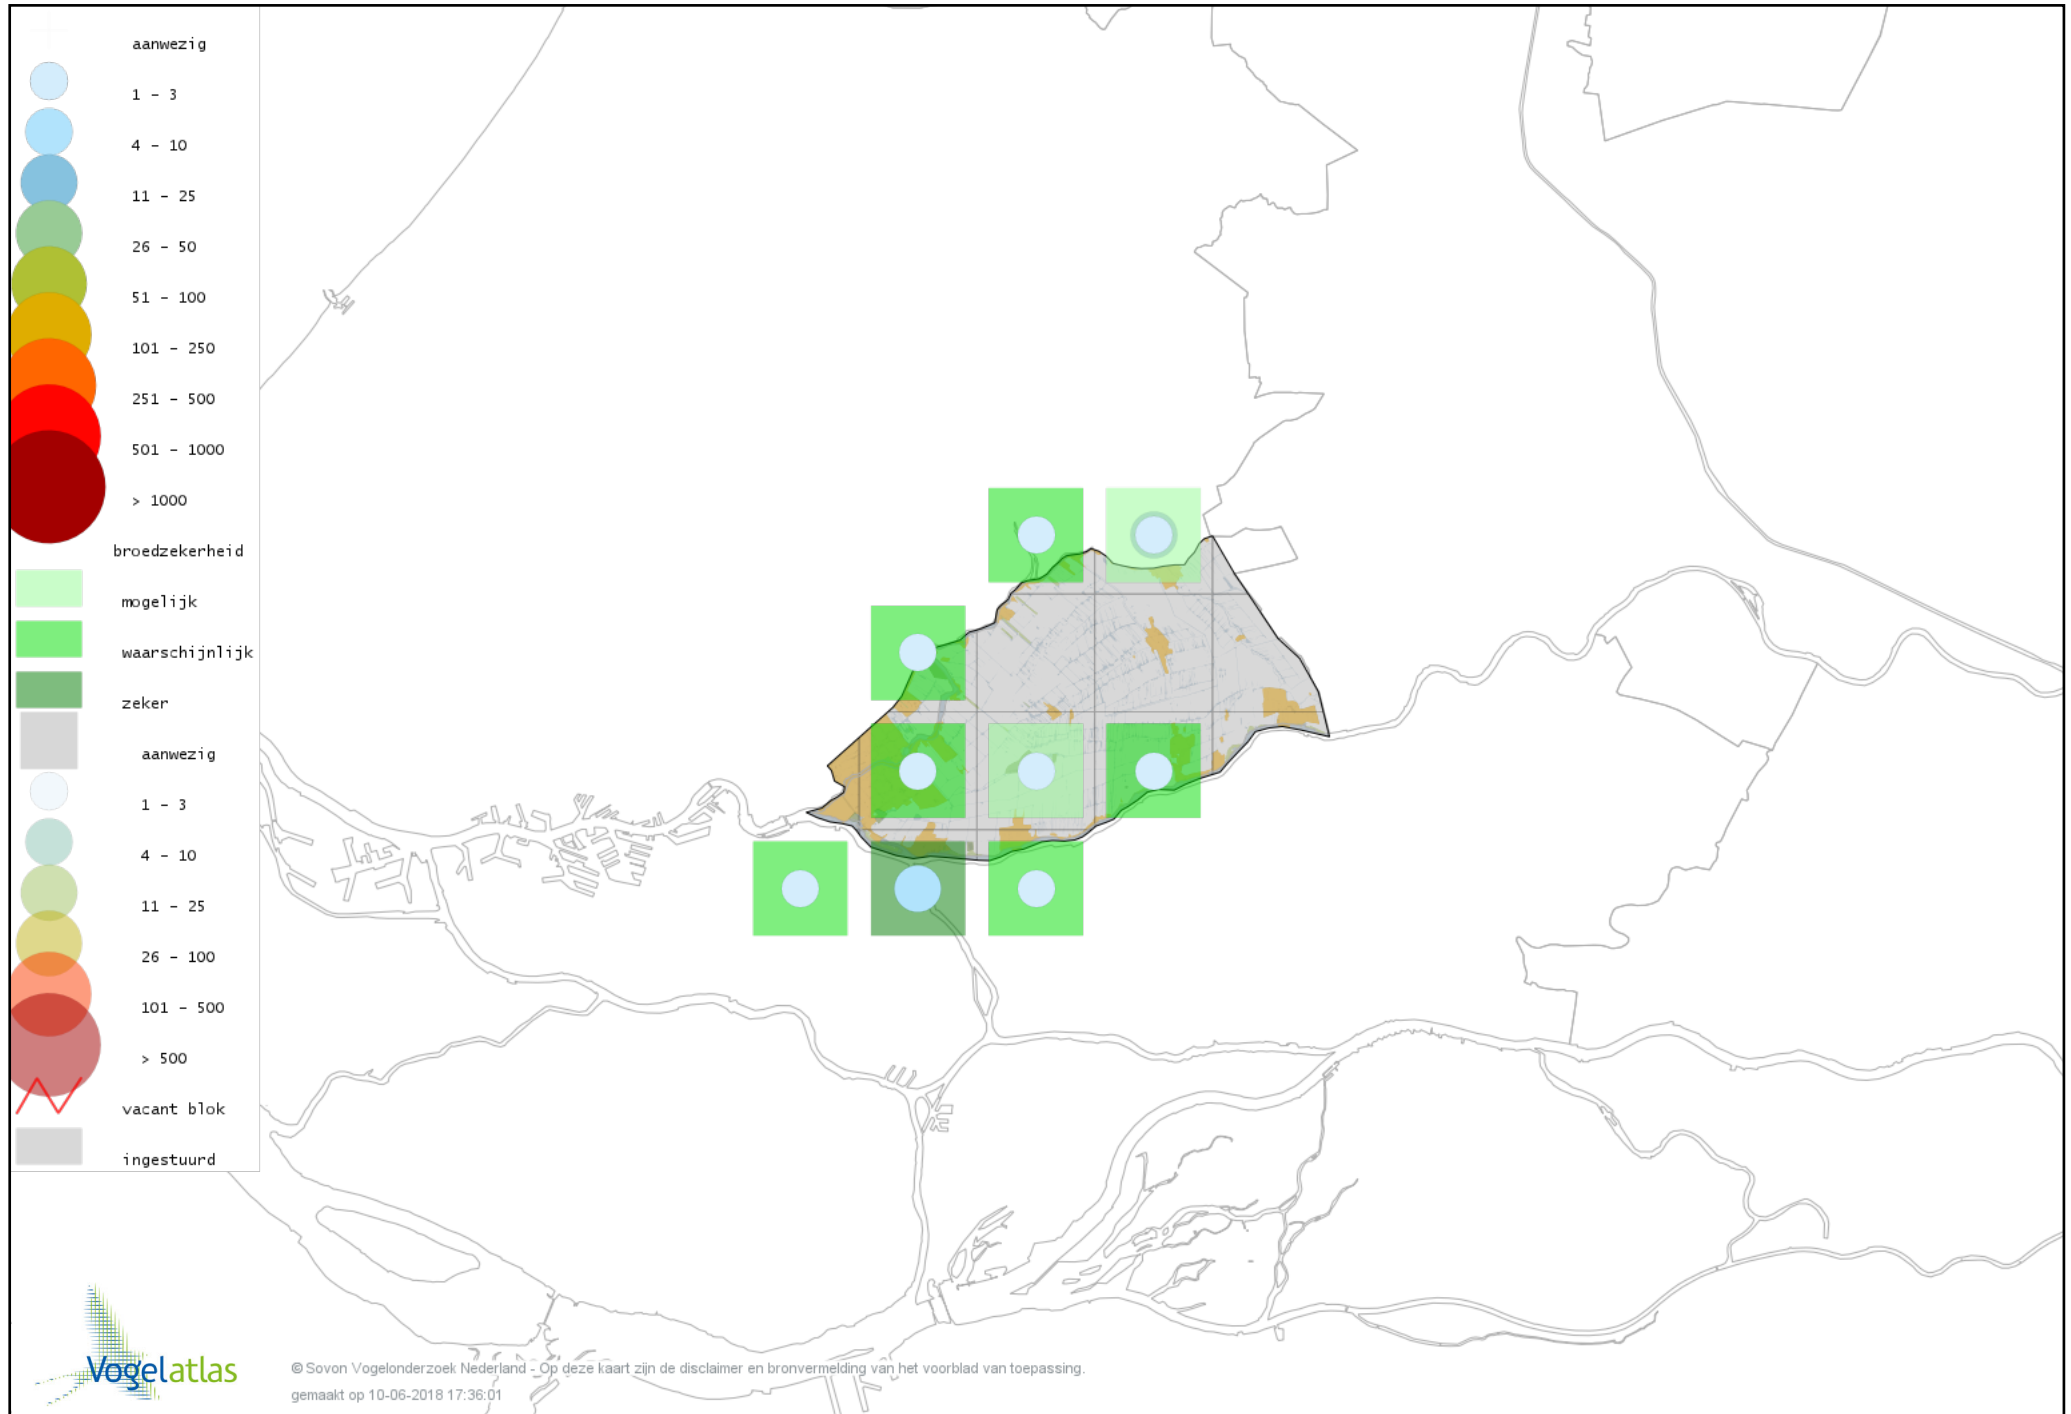 aanwezig
1 – 3
4 – 10
11 – 25
26 – 50
51 – 100
101 – 250
251 – 500
501 – 1000
> 1000
broedzekerheid
mogelijk
waarschijnlijk
zeker
aanwezig
1 – 3
4 – 10
11 – 25
26 – 100
101 – 500
> 500
vacant blok
ingestuurd
Vogelatlas
© Sovon Vogelonderzoek Nederland - Op deze kaart zijn de disclaimer en bronvermelding van het voorblad van toepassing.
gemaakt op 10-06-2018 17:36:01